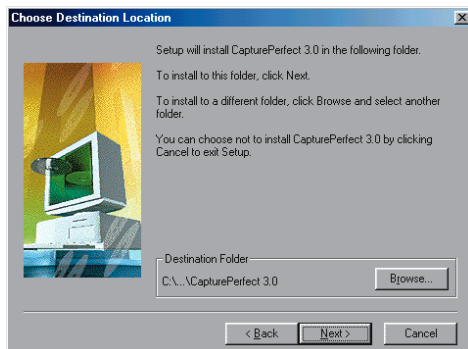 Choose Destination Location
Setup will install CapturePerfect 3.0 in the following folder.
To install to this folder, click Next.
To install to a different folder, click Browse and select another
folder.
You can choose not to install CapturePerfect 3.0 by clicking
Cancel to exit Setup.
Destination Folder
C:\...\CapturePerfect 3.0
Browse...
< Back
Next >
Cancel